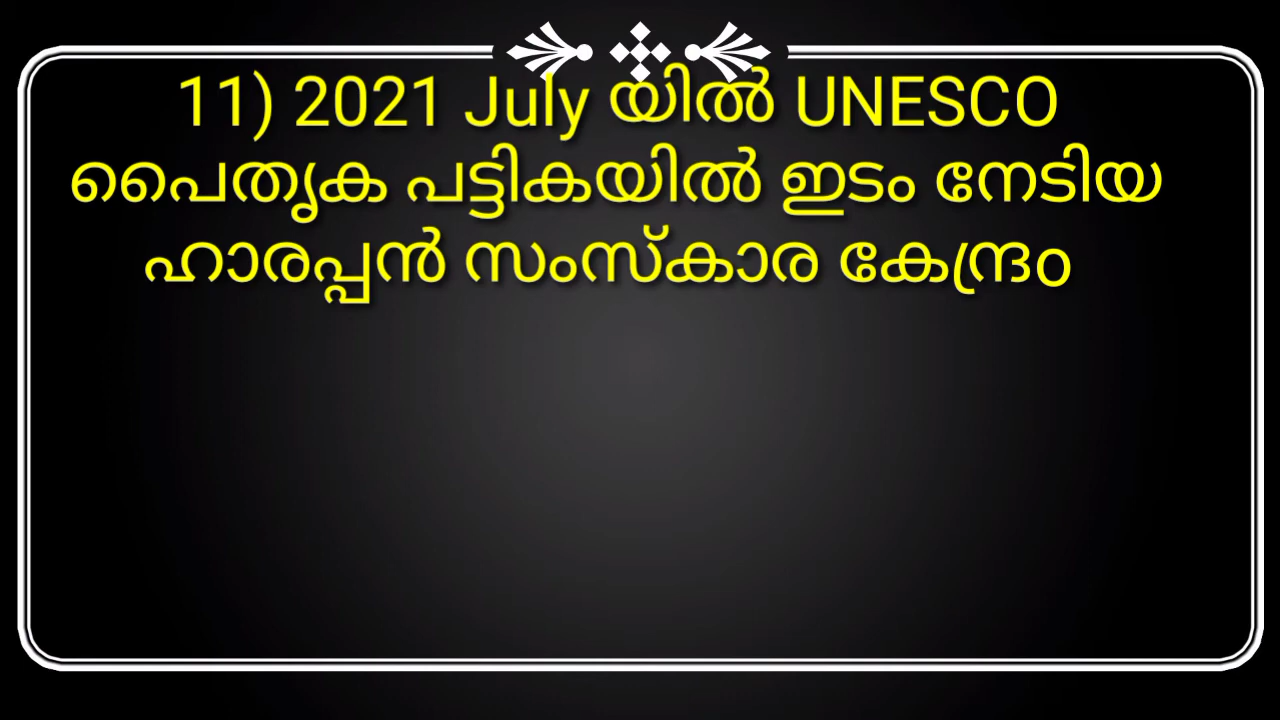 11) 2021 July യിൽ UNESCO
പൈതൃക പട്ടികയിൽ ഇടം നേടിയ
ഹാരപ്പൻ സംസ്കാര കേന്ദ്രം